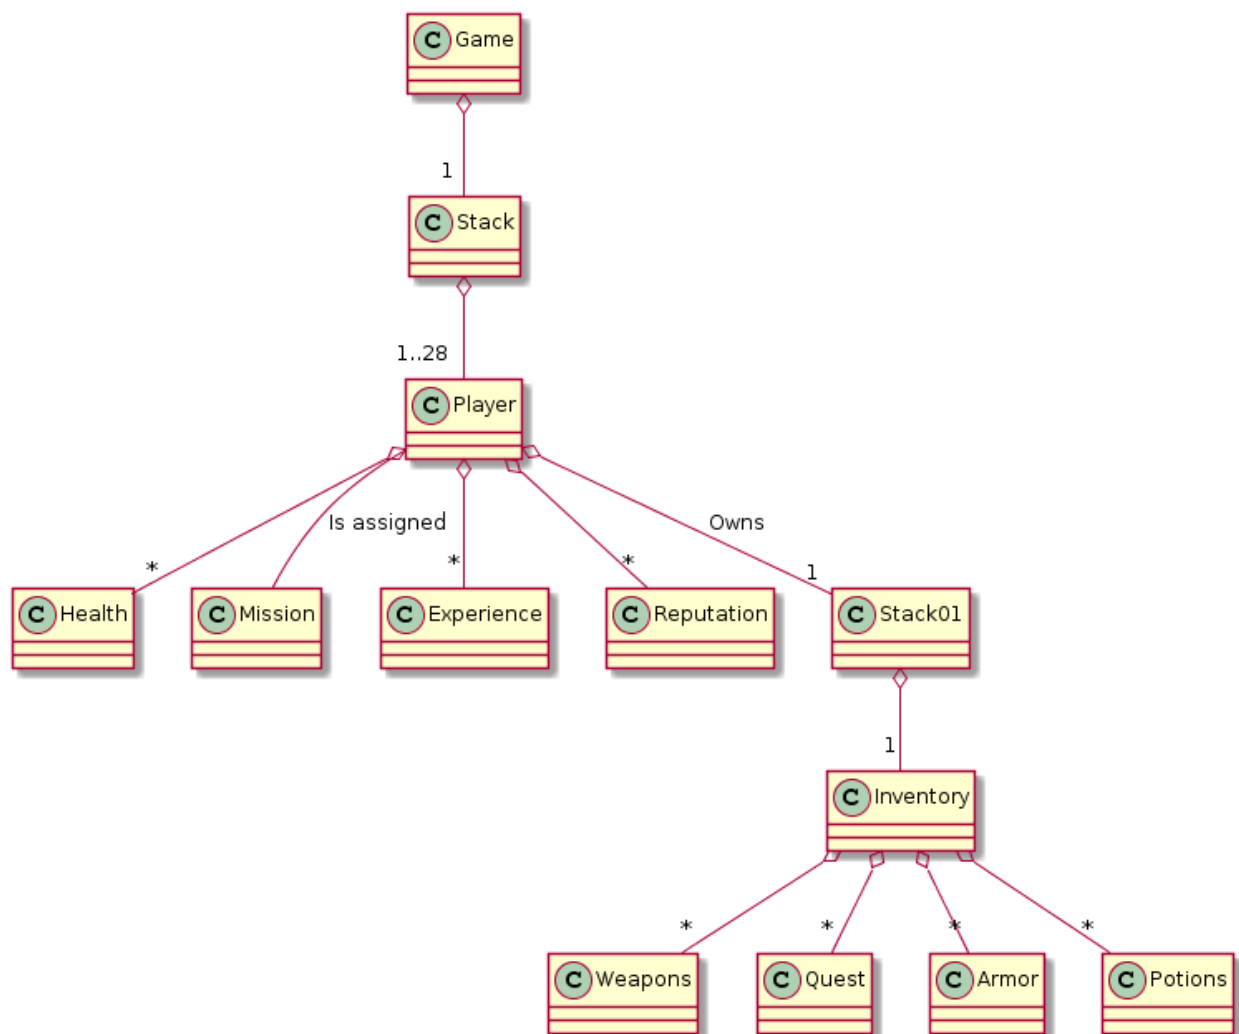 C Game
1
C Stack
1..28
C Player
Is assigned
Owns
* * * 1
C Health C Mission C Experience C Reputation C Stack01
1
C Inventory
* * * *
C Weapons C Quest C Armor C Potions